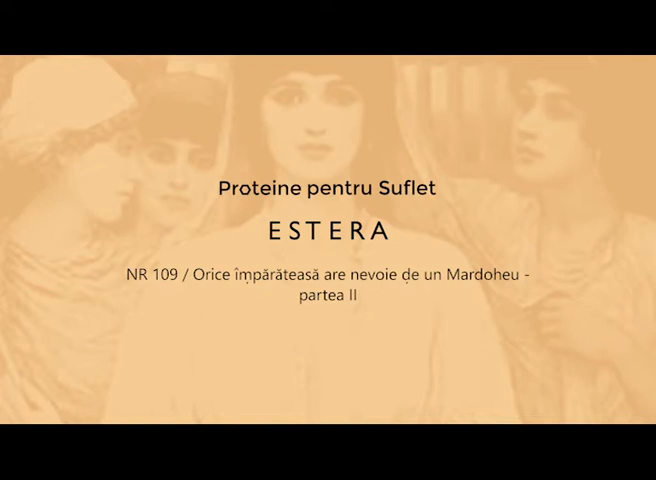 Proteine pentru Suflet
ESTERA
NR 109 / Orice împărăteasă are nevoie de un Mardoheu -
partea II